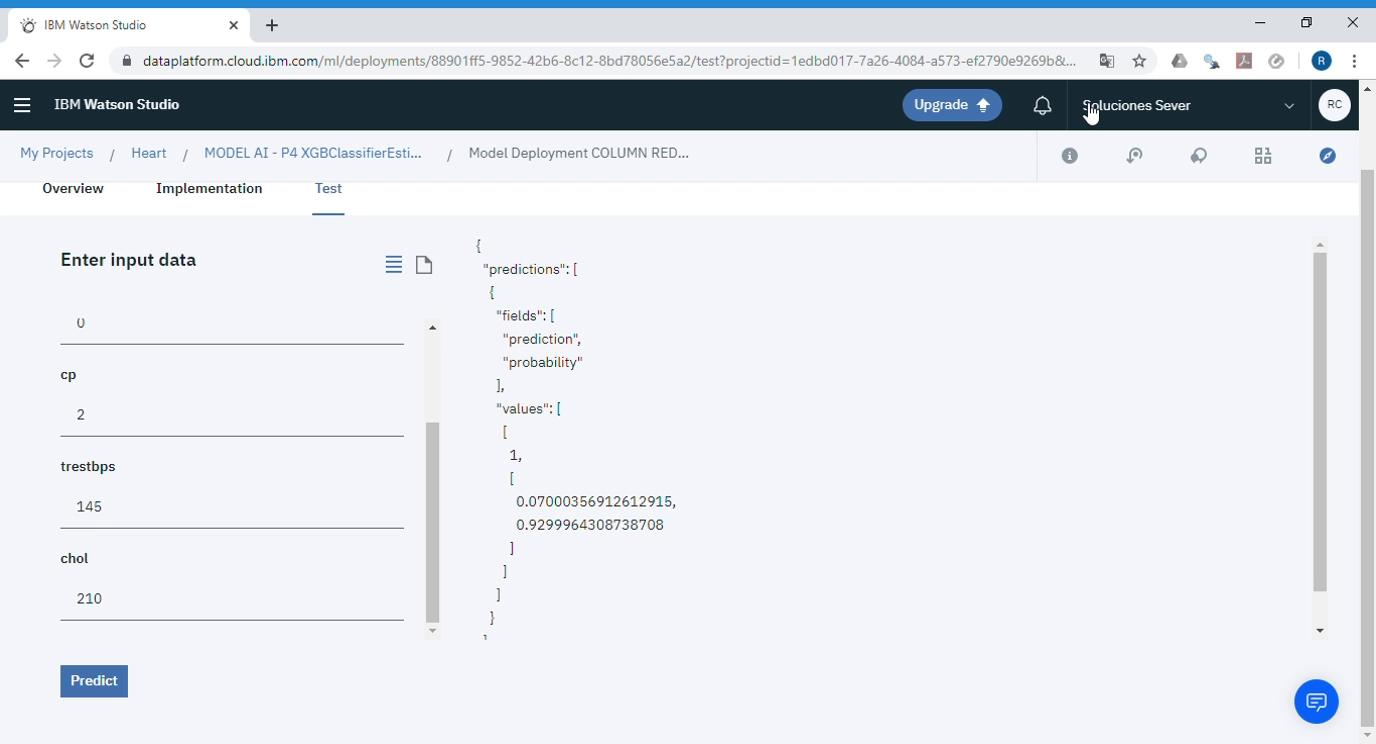 IBM Watson Studio
dataplatform.cloud.ibm.com/ml/deployments/88901ff5-9852-42b6-8c12-8bd78056e5a2/test?projectid=1edbd017-7a26-4084-a573-ef2790e9269b&...
R
IBM Watson Studio
Upgrade
Soluciones Sever
RC
My Projects / Heart / MODEL AI - P4 XGBClassifierEsti... / Model Deployment COLUMN RED...
Overview
Implementation
Test
Enter input data
0
cp
2
trestbps
145
chol
210
Predict
{
"predictions": [
{
"fields": [
"prediction",
"probability"
],
"values": [
[
1,
[
0.07000356912612915,
0.9299964308738708
]
]
]
}
]